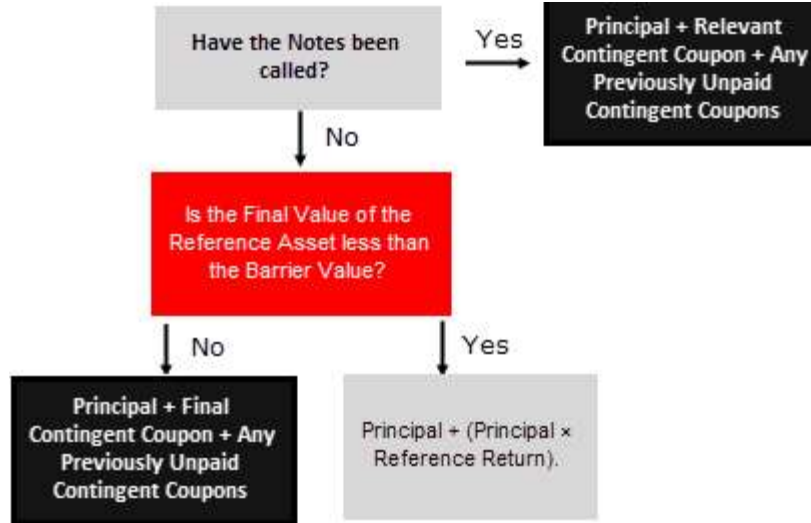 Have the Notes been
called?
Yes
Principal + Relevant
Contingent Coupon + Any
Previously Unpaid
Contingent Coupons
No
Is the Final Value of the
Reference Asset less than
the Barrier Value?
No
Yes
Principal + Final
Contingent Coupon + Any
Previously Unpaid
Contingent Coupons
Principal + (Principal ×
Reference Return).